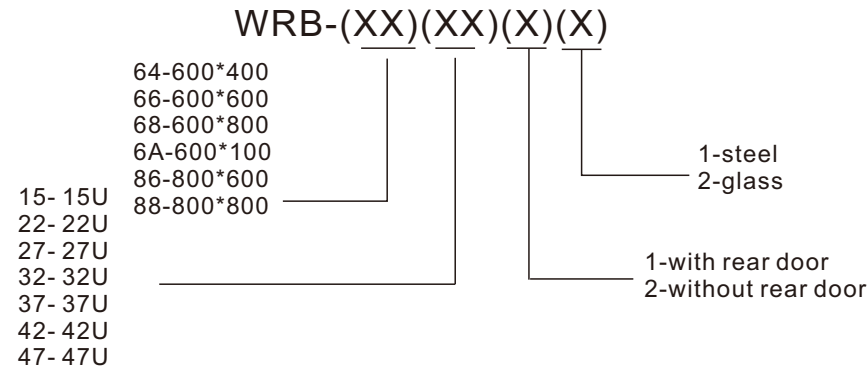 WRB-(XX)(XX)(X)(X)
64-600*400
66-600*600
68-600*800
6A-600*100
86-800*600
88-800*800
15- 15U
22- 22U
27- 27U
32- 32U
37- 37U
42- 42U
47- 47U
1-steel
2-glass
1-with rear door
2-without rear door